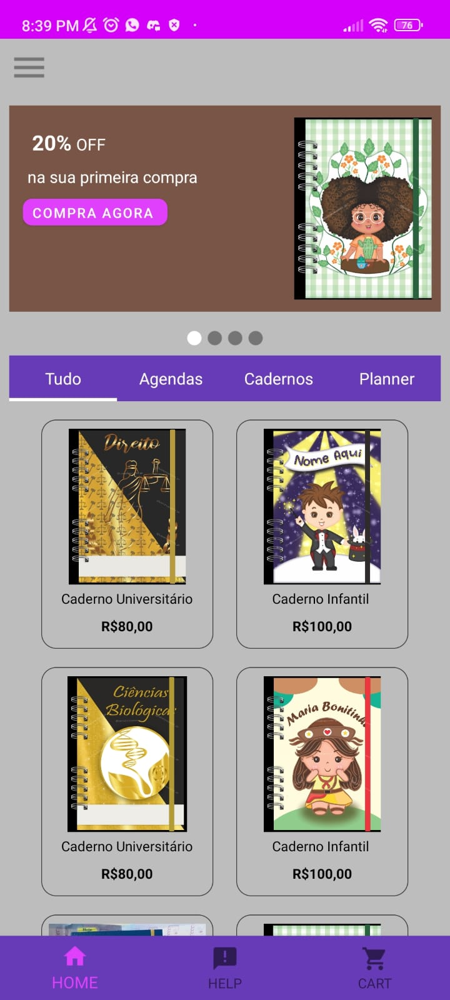 8:39 PM
76
20% OFF
na sua primeira compra
COMPRA AGORA
Tudo
Agendas
Cadernos
Planner
Direito
Nome Aqui
Caderno Universitário
Caderno Infantil
R$80,00
R$100,00
Ciências
Biológicas
Maria Bonitinha
Caderno Universitário
Caderno Infantil
R$80,00
R$100,00
Hoje
HOME
HELP
CART